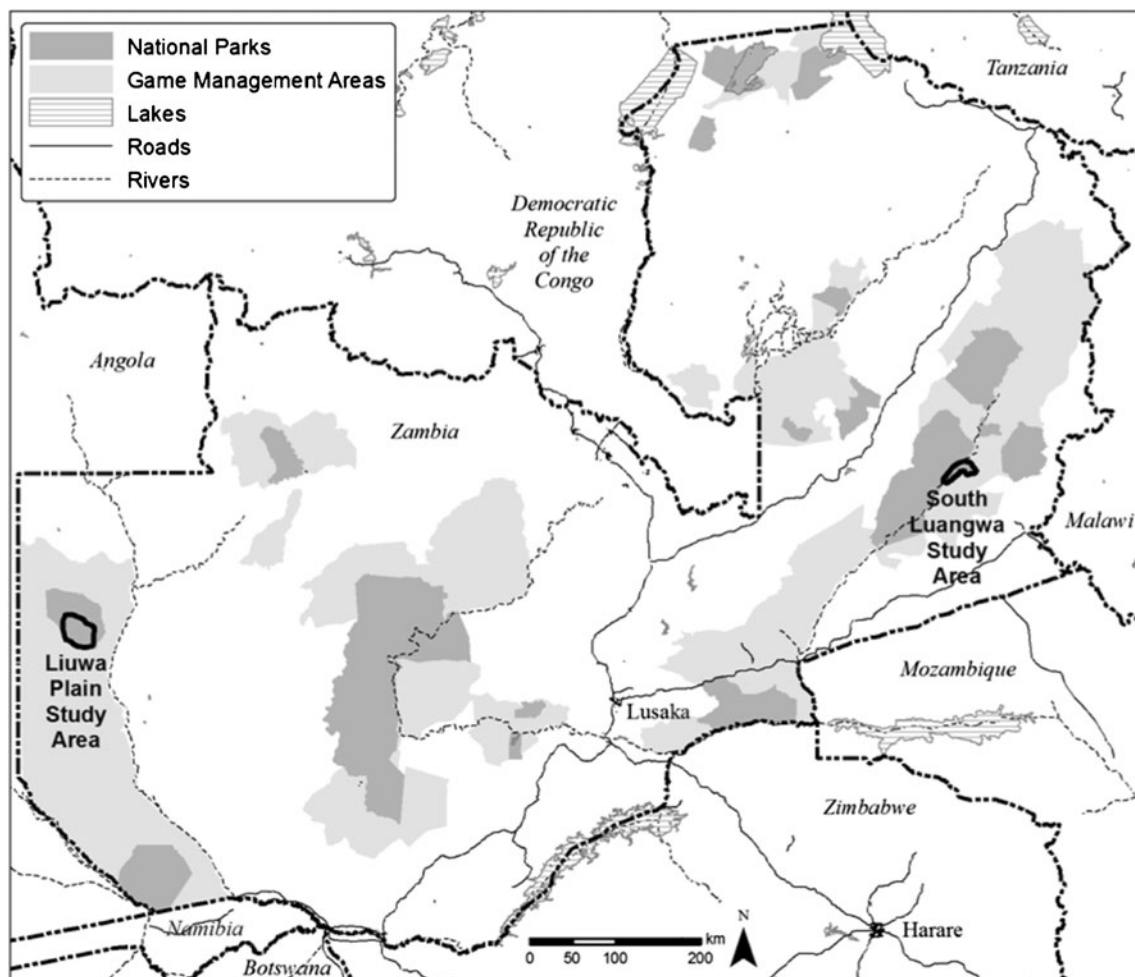 National Parks
Game Management Areas
Lakes
Roads
Rivers
Tanzania
Democratic
Republic
of the
Congo
Angola
Zambia
South
Luangwa
Study
Area
Malawi
Liuwa
Plain
Study
Area
Mozambique
Lusaka
Zimbabwe
Namibia
Botswana
Harare
N
km
0 50 100 200